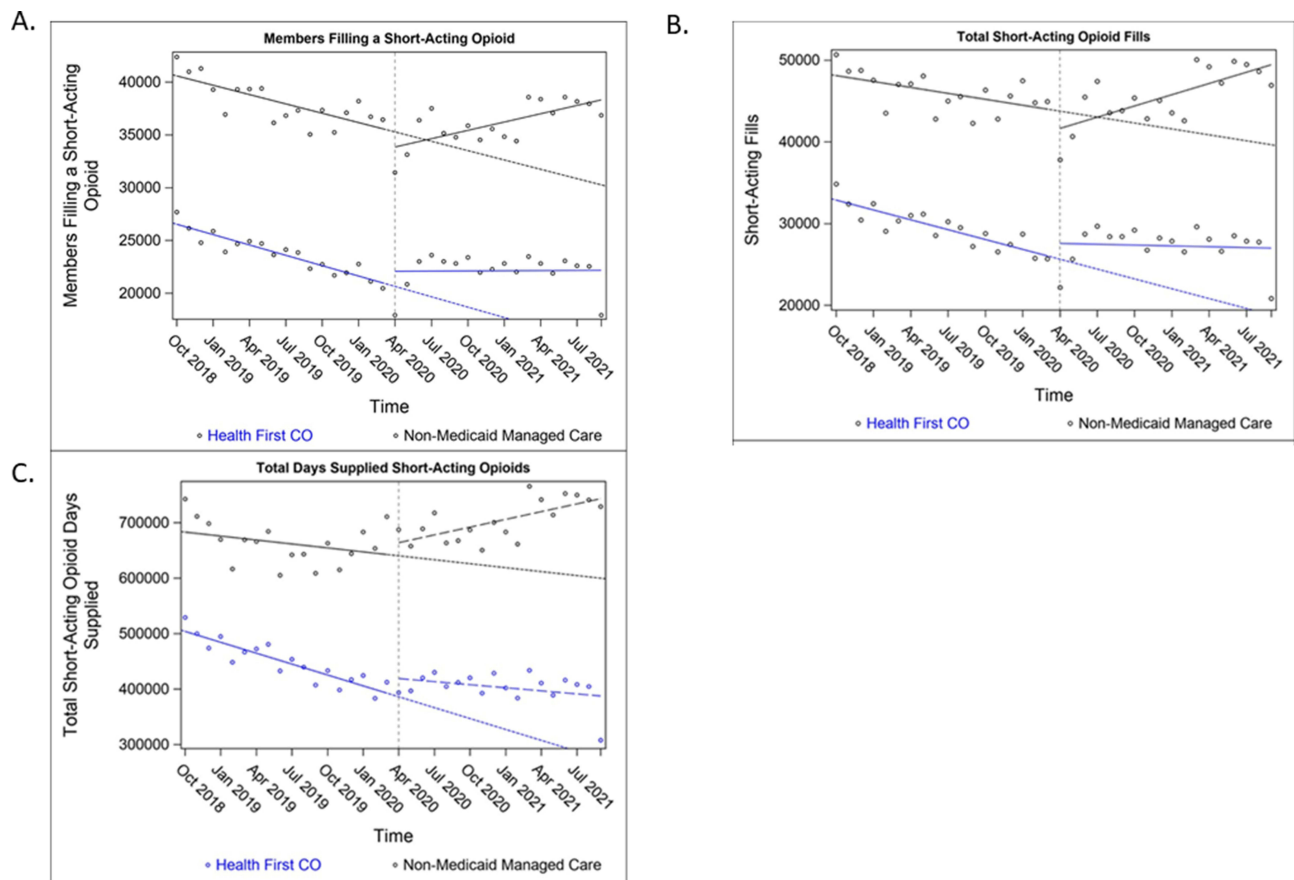 A.
Members Filling a Short-Acting Opioid
Members Filling a Short-Acting
Opioid
40000
35000
30000
25000
20000
Oct 2018
Jan 2019
Apr 2019
Jul 2019
Oct 2019
Jan 2020
Apr 2020
Jul 2020
Oct 2020
Jan 2021
Apr 2021
Jul 2021
Time
Health First CO
Non-Medicaid Managed Care
B.
Total Short-Acting Opioid Fills
Short-Acting Fills
50000
40000
30000
20000
Oct 2018
Jan 2019
Apr 2019
Jul 2019
Oct 2019
Jan 2020
Apr 2020
Jul 2020
Oct 2020
Jan 2021
Apr 2021
Jul 2021
Time
Health First CO
Non-Medicaid Managed Care
C.
Total Days Supplied Short-Acting Opioids
Total Short-Acting Opioid Days
Supplied
700000
600000
500000
400000
300000
Oct 2018
Jan 2019
Apr 2019
Jul 2019
Oct 2019
Jan 2020
Apr 2020
Jul 2020
Oct 2020
Jan 2021
Apr 2021
Jul 2021
Time
Health First CO
Non-Medicaid Managed Care